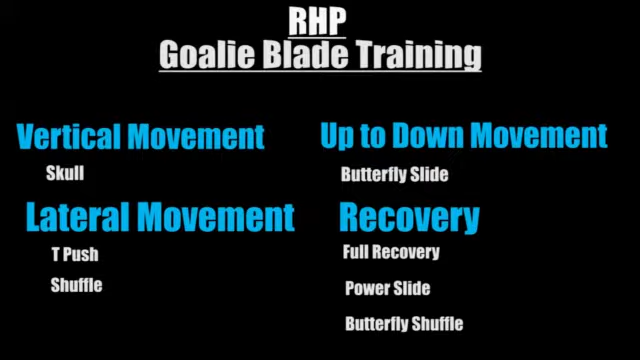 RHP
Goalie Blade Training
Vertical Movement
Skull
Lateral Movement
T Push
Shuffle
Up to Down Movement
Butterfly Slide
Recovery
Full Recovery
Power Slide
Butterfly Shuffle